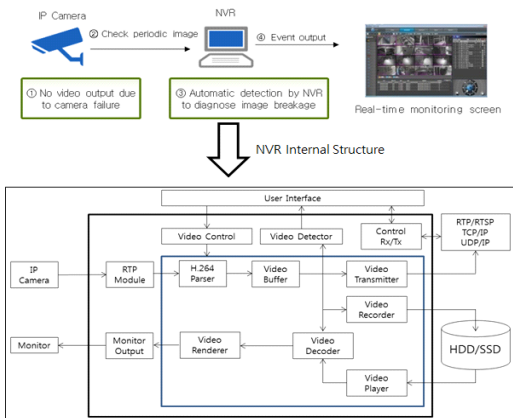 IP Camera
NVR
② Check periodic image
④ Event output
① No video output due
to camera failure
③ Automatic detection by NVR
to diagnose image breakage
Real-time monitoring screen
NVR Internal Structure
User Interface
Video Control
Video Detector
Control
Rx/Tx
RTP/RTSP
TCP/IP
UDP/IP
IP
Camera
RTP
Module
H.264
Parser
Video
Buffer
Video
Transmitter
Video
Recorder
Monitor
Monitor
Output
Video
Renderer
Video
Decoder
HDD/SSD
Video
Player